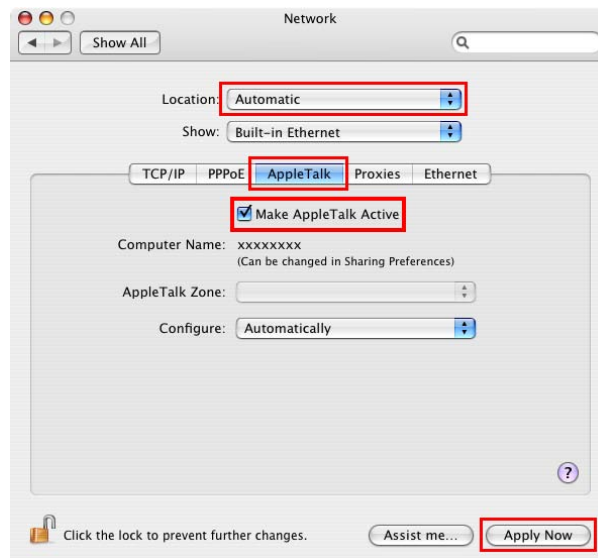 Network
Show All
Location: Automatic
Show: Built-in Ethernet
TCP/IP PPPoE AppleTalk Proxies Ethernet
Make AppleTalk Active
Computer Name: xxxxxxxx
(Can be changed in Sharing Preferences)
AppleTalk Zone:
Configure: Automatically
?
Click the lock to prevent further changes. Assist me... Apply Now